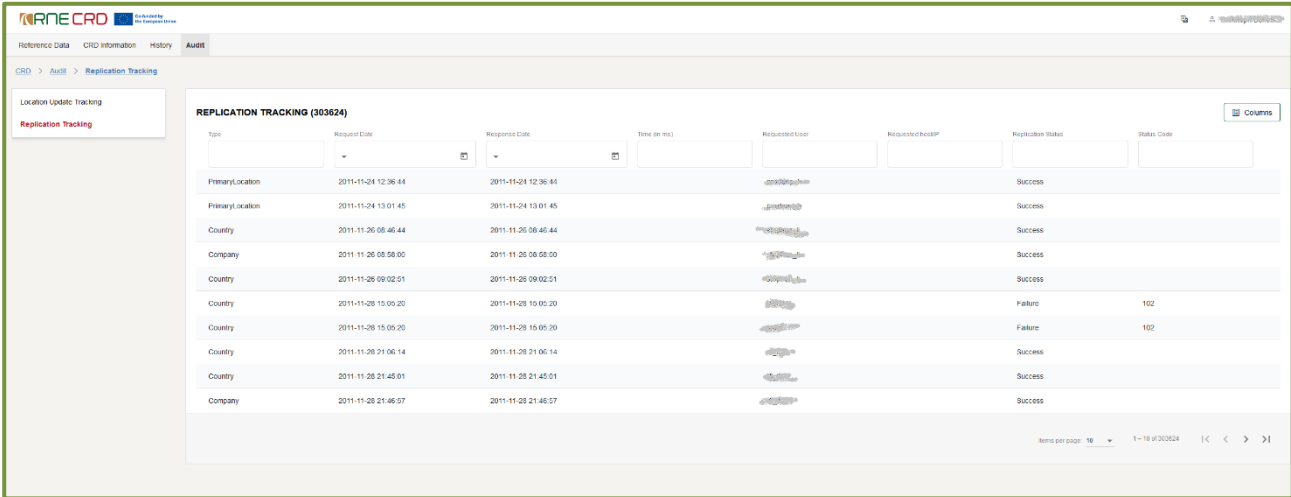 RNE CRD Co-funded by the European Union
Reference Data CRD Information History Audit
CRD > Audit > Replication Tracking
Location Update Tracking
Replication Tracking
REPLICATION TRACKING (303624)
Columns
Type Request Date Response Date Time (in ms) Requested User Requested host/IP Replication Status Status Code
PrimaryLocation 2011-11-24 12:36:44 2011-11-24 12:36:44 Success
PrimaryLocation 2011-11-24 13:01:45 2011-11-24 13:01:45 Success
Country 2011-11-26 08:46:44 2011-11-26 08:46:44 Success
Company 2011-11-26 08:58:00 2011-11-26 08:58:00 Success
Country 2011-11-26 09:02:51 2011-11-26 09:02:51 Success
Country 2011-11-28 15:05:20 2011-11-28 15:05:20 Failure 102
Country 2011-11-28 15:05:20 2011-11-28 15:05:20 Failure 102
Country 2011-11-28 21:06:14 2011-11-28 21:06:14 Success
Country 2011-11-28 21:45:01 2011-11-28 21:45:01 Success
Company 2011-11-28 21:46:57 2011-11-28 21:46:57 Success
Items per page: 10 1 – 10 of 303624